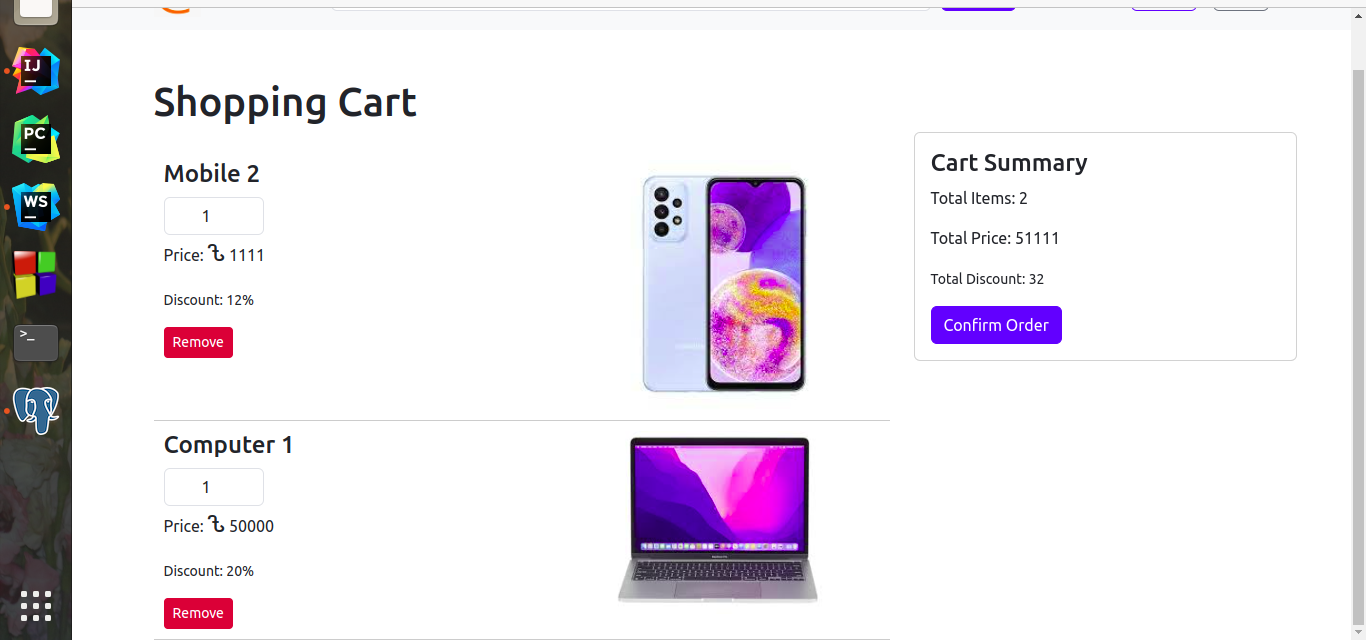 IJ
PC
WS
>_
Shopping Cart
Mobile 2
1
Price: ৳ 1111
Discount: 12%
Remove
Computer 1
1
Price: ৳ 50000
Discount: 20%
Remove
Cart Summary
Total Items: 2
Total Price: 51111
Total Discount: 32
Confirm Order